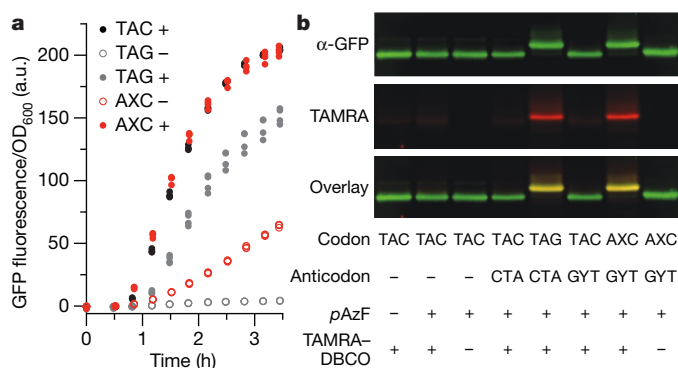 a
b
GFP fluorescence/OD600 (a.u.)
200
150
100
50
0
TAC +
TAG −
TAG +
AXC −
AXC +
0 1 2 3
Time (h)
α-GFP
TAMRA
Overlay
Codon TAC TAC TAC TAC TAG TAC AXC AXC
Anticodon – – – CTA CTA GYT GYT GYT
pAzF – + + + + + + +
TAMRA–
DBCO + + – + + + + –